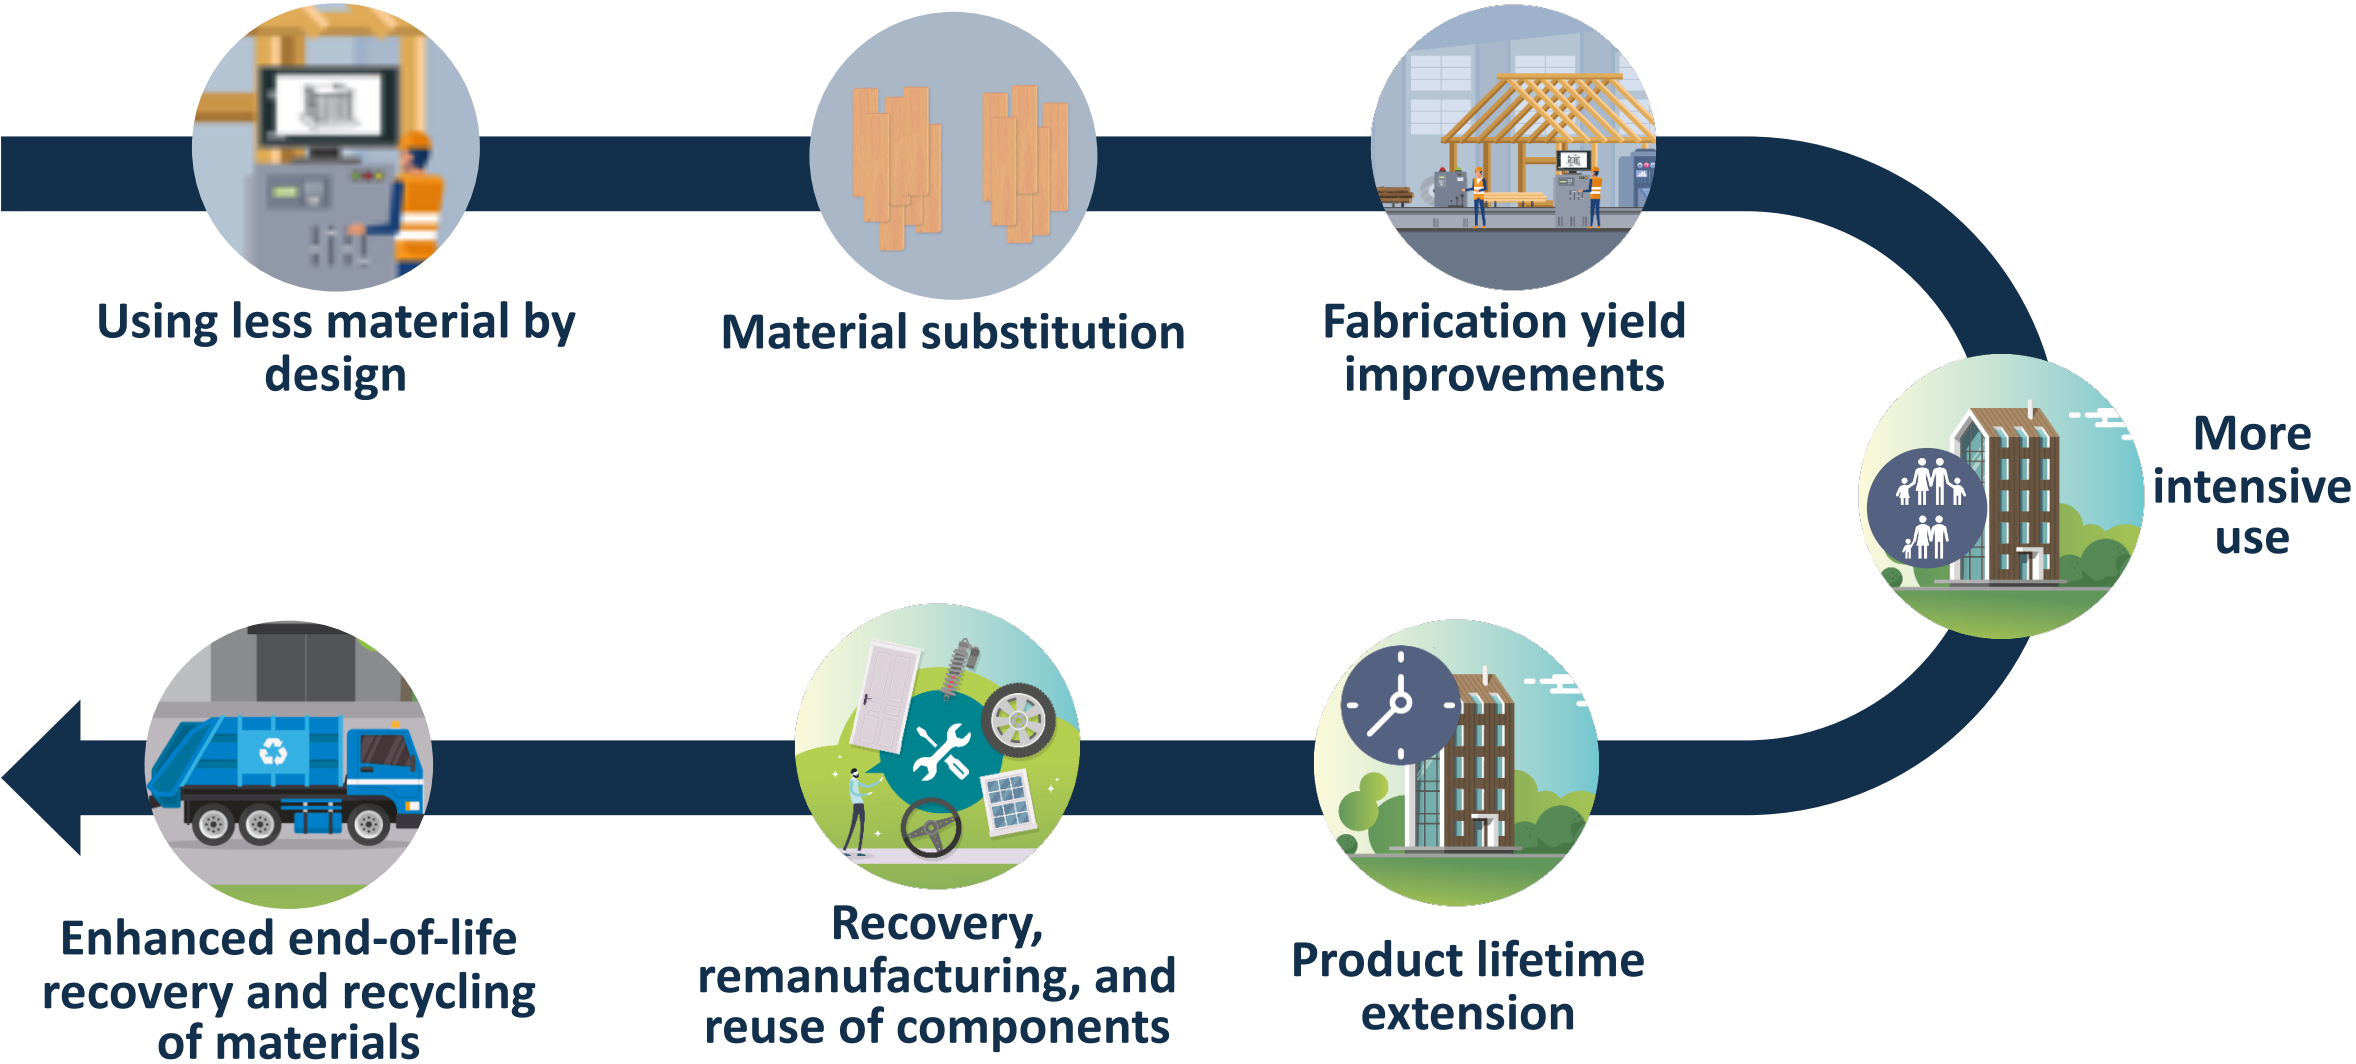 Using less material by
design
Material substitution
Fabrication yield
improvements
More
intensive
use
Product lifetime
extension
Recovery,
remanufacturing, and
reuse of components
Enhanced end-of-life
recovery and recycling
of materials